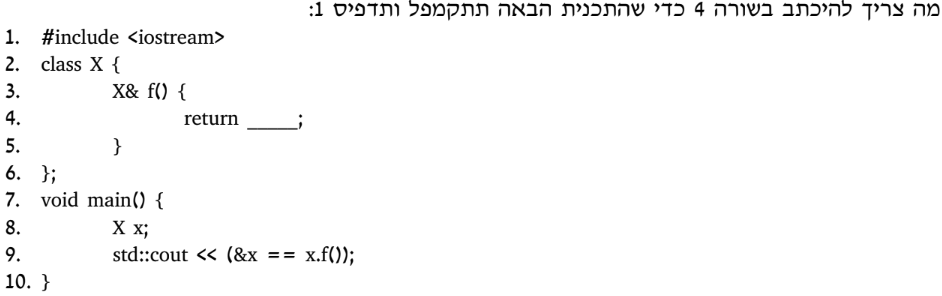 מה צריך להיכתב בשורה 4 כדי שהתכנית הבאה תתקמפל ותדפיס 1:
1. #include <iostream>
2. class X {
3. X& f() {
4. return _____;
5. }
6. };
7. void main() {
8. X x;
9. std::cout << (&x == x.f());
10. }